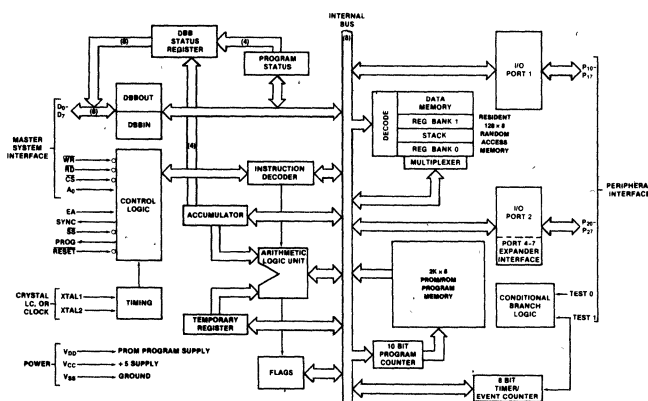 INTERNAL
BUS
(8)
DBB
STATUS
REGISTER
(8)
(4)
PROGRAM
STATUS
I/O
PORT 1
P10-
P17
D0-
D7
(8)
DBBOUT
DBBIN
DECODE
DATA
MEMORY
REG BANK 1
STACK
REG BANK 0
MULTIPLEXER
RESIDENT
128 × 8
RANDOM
ACCESS
MEMORY
MASTER
SYSTEM
INTERFACE
WR
RD
CS
A0
CONTROL
LOGIC
(4)
INSTRUCTION
DECODER
PERIPHERAL
INTERFACE
EA
SYNC
SS
PROG
RESET
ACCUMULATOR
I/O
PORT 2
PORT 4-7
EXPANDER
INTERFACE
P20-
P27
ARITHMETIC
LOGIC UNIT
2K × 8
PROM/ROM
PROGRAM
MEMORY
CRYSTAL
LC, OR
CLOCK
XTAL1
XTAL2
TIMING
TEMPORARY
REGISTER
CONDITIONAL
BRANCH
LOGIC
TEST 0
TEST 1
POWER
VDD
PROM PROGRAM SUPPLY
VCC
+5 SUPPLY
VSS
GROUND
FLAGS
10 BIT
PROGRAM
COUNTER
8 BIT
TIMER/
EVENT COUNTER